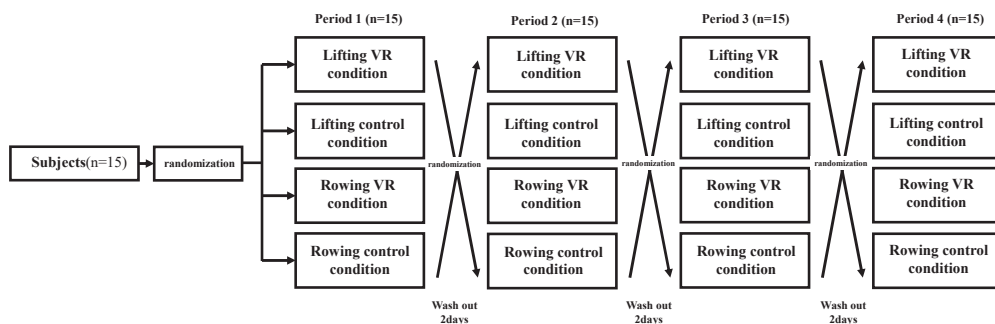 Period 1 (n=15)
Period 2 (n=15)
Period 3 (n=15)
Period 4 (n=15)
Subjects(n=15)
randomization
Lifting VR
condition
Lifting control
condition
Rowing VR
condition
Rowing control
condition
randomization
Wash out
2days
Lifting VR
condition
Lifting control
condition
Rowing VR
condition
Rowing control
condition
randomization
Wash out
2days
Lifting VR
condition
Lifting control
condition
Rowing VR
condition
Rowing control
condition
randomization
Wash out
2days
Lifting VR
condition
Lifting control
condition
Rowing VR
condition
Rowing control
condition